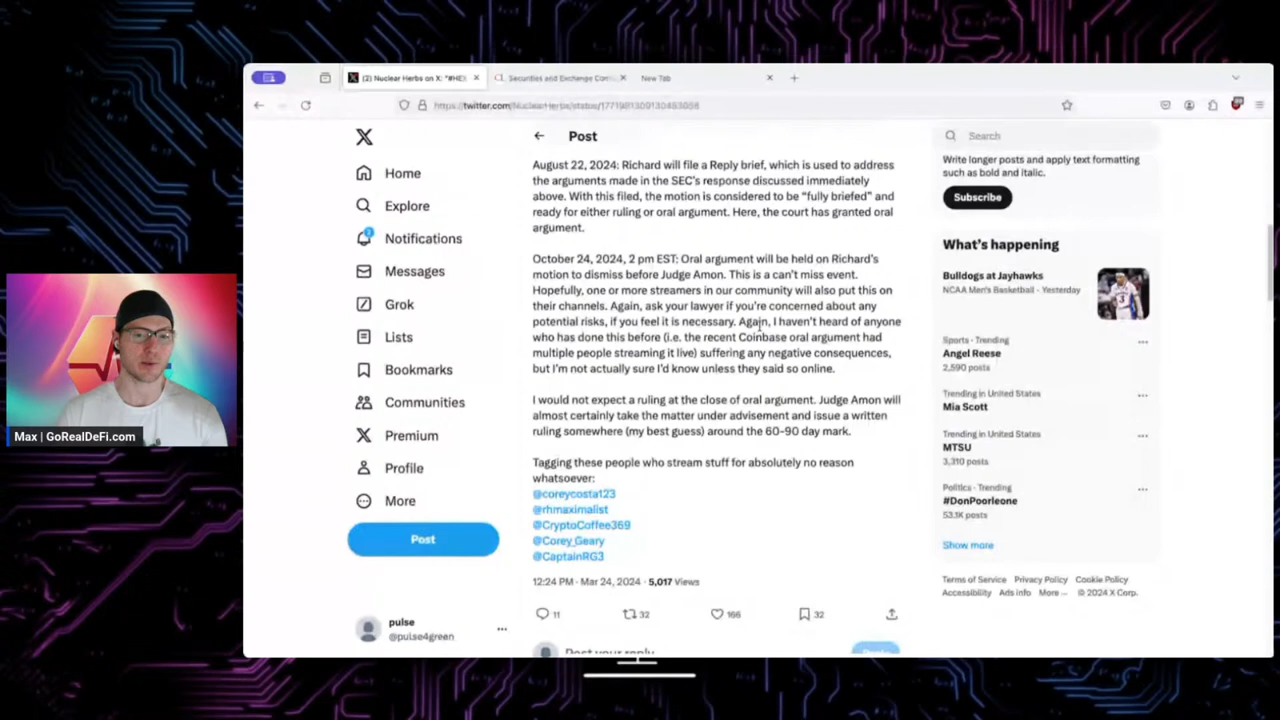 (2) Nuclear Herbs on X: "#HEX
Securities and Exchange Com
New Tab
Post
Search
Home
Explore
Notifications
Messages
Grok
Lists
Bookmarks
Communities
Premium
Profile
More
Post
pulse
@pulse4green
August 22, 2024: Richard will file a Reply brief, which is used to address
the arguments made in the SEC's response discussed immediately
above. With this filed, the motion is considered to be "fully briefed" and
ready for either ruling or oral argument. Here, the court has granted oral
argument.
October 24, 2024, 2 pm EST: Oral argument will be held on Richard's
motion to dismiss before Judge Amon. This is a can't miss event.
Hopefully, one or more streamers in our community will also put this on
their channels. Again, ask your lawyer if you're concerned about any
potential risks, if you feel it is necessary. Again, I haven't heard of anyone
who has done this before (i.e. the recent Coinbase oral argument had
multiple people streaming it live) suffering any negative consequences,
but I'm not actually sure I'd know unless they said so online.
I would not expect a ruling at the close of oral argument. Judge Amon will
almost certainly take the matter under advisement and issue a written
ruling somewhere (my best guess) around the 60-90 day mark.
Tagging these people who stream stuff for absolutely no reason
whatsoever:
@coreycosta123
@rhmaximalist
@CryptoCoffee369
@Corey_Geary
@CaptainRG3
12:24 PM · Mar 24, 2024 · 5,017 Views
11 32 166 32
Post your reply
Write longer posts and apply text formatting
such as bold and italic.
Subscribe
What's happening
Bulldogs at Jayhawks
NCAA Men's Basketball · Yesterday
Sports · Trending
Angel Reese
2,590 posts
Trending in United States
Mia Scott
Trending in United States
MTSU
3,310 posts
Politics · Trending
#DonPoorleone
53.1K posts
Show more
Terms of Service Privacy Policy Cookie Policy
Accessibility Ads info More ... © 2024 X Corp.
Max | GoRealDeFi.com